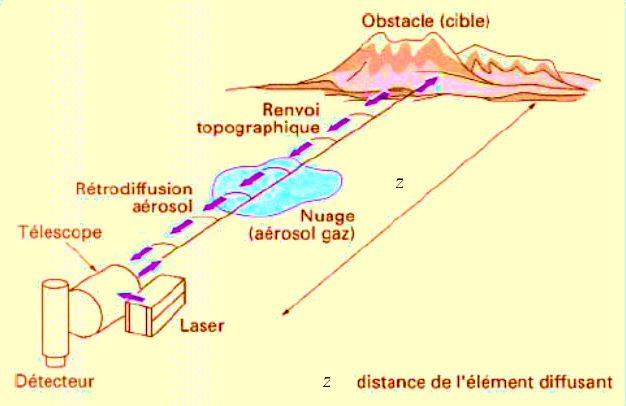 Obstacle (cible)
Renvoi
topographique
z
Rétrodiffusion
aérosol
Nuage
(aérosol gaz)
Télescope
Laser
Détecteur
z distance de l'élément diffusant